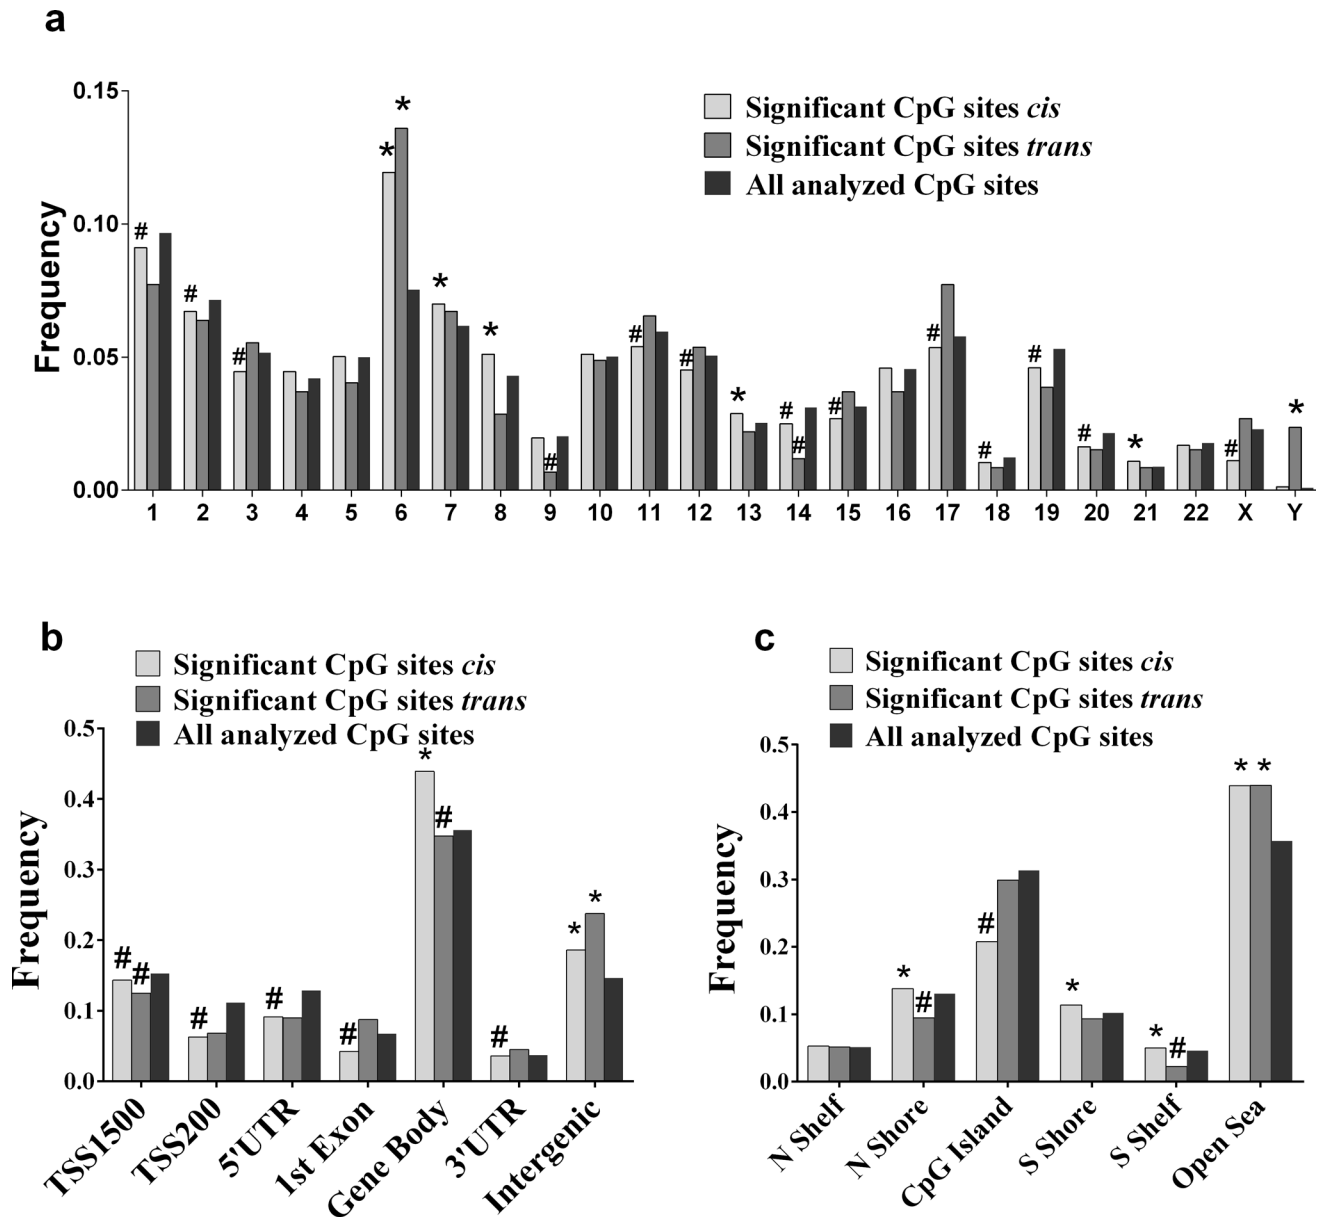 a
0.15
0.10
0.05
0.00
Frequency
Significant CpG sites cis
Significant CpG sites trans
All analyzed CpG sites
# # # * * * * # # # * # # # # # # # * # *
1 2 3 4 5 6 7 8 9 10 11 12 13 14 15 16 17 18 19 20 21 22 X Y
b
Significant CpG sites cis
Significant CpG sites trans
All analyzed CpG sites
0.5
0.4
0.3
0.2
0.1
0.0
Frequency
# # # # # * # # * *
TSS1500
TSS200
5'UTR
1st Exon
Gene Body
3'UTR
Intergenic
c
Significant CpG sites cis
Significant CpG sites trans
All analyzed CpG sites
0.5
0.4
0.3
0.2
0.1
0.0
Frequency
* # # * * # * *
N Shelf
N Shore
CpG Island
S Shore
S Shelf
Open Sea